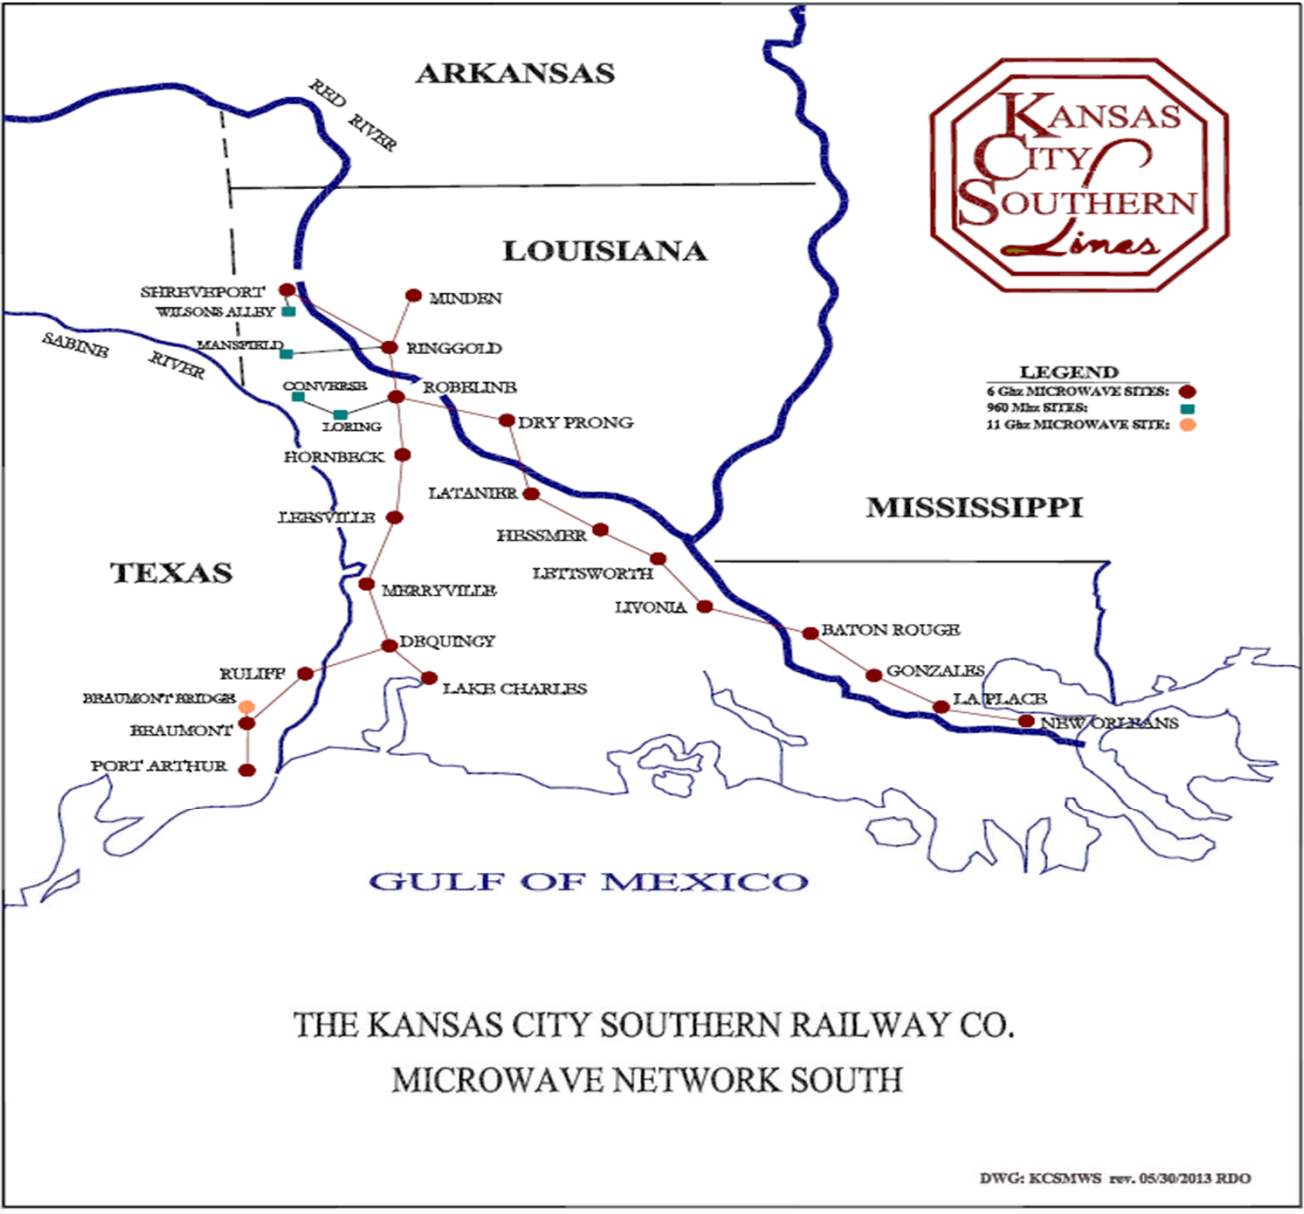 ARKANSAS
RED
RIVER
KANSAS
CITY
SOUTHERN
Lines
LOUISIANA
SHREVEPORT
MINDEN
WILSONS ALLEY
MANSFIELD
RINGGOLD
SABINE
RIVER
CONVERSE
ROBELINE
LORING
DRY PRONG
HORNBECK
LATANIER
LEESVILLE
HESSMER
LETTSWORTH
LEGEND
6 Ghz MICROWAVE SITES:
960 Mhz SITES:
11 Ghz MICROWAVE SITE:
MISSISSIPPI
TEXAS
MERRYVILLE
LIVONIA
BATON ROUGE
DEQUINCY
RULIFF
GONZALES
LAKE CHARLES
BEAUMONT BRIDGE
LA PLACE
BEAUMONT
NEW ORLEANS
PORT ARTHUR
GULF OF MEXICO
THE KANSAS CITY SOUTHERN RAILWAY CO.
MICROWAVE NETWORK SOUTH
DWG: KCSMWS rev. 05/30/2013 RDO